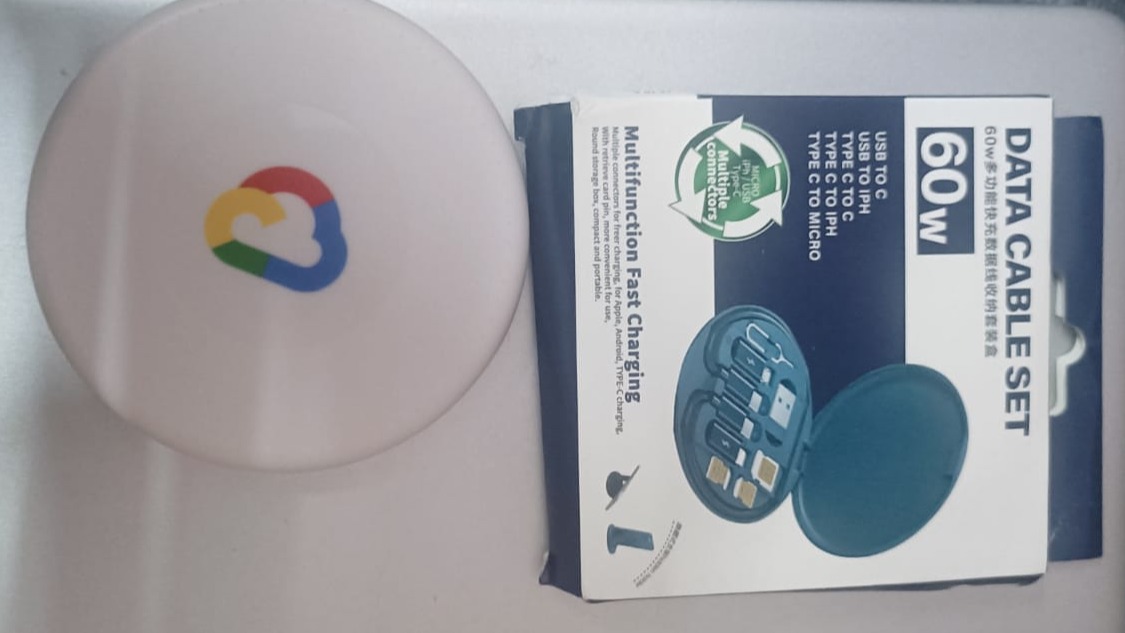 DATA CABLE SET
60w多功能快充数据线收纳套装盒
60w
USB TO C
USB TO IPH
TYPE C TO C
TYPE C TO IPH
TYPE C TO MICRO
MICRO
iPh / USB
Type-C
Multiple
connectors
Multifunction Fast Charging
Multiple connectors for freer charging, for Apple, Android, TYPE-C charging,
With retrieve card pin, more convenient for use,
Round storage box, compact and portable.